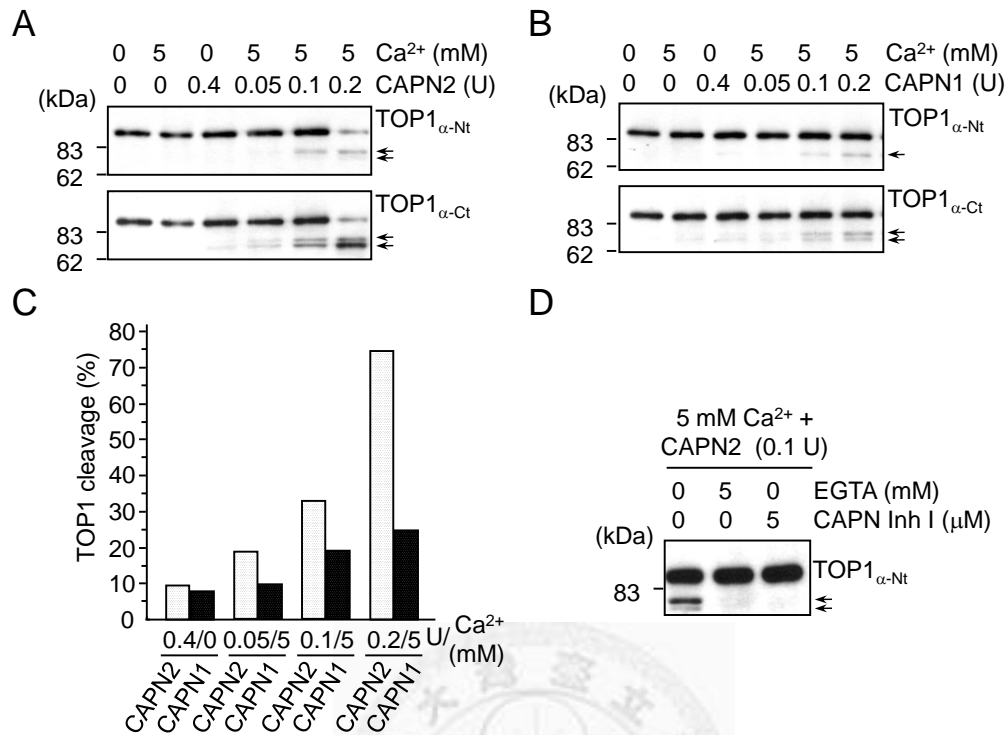 A
0 5 0 5 5 5 Ca²⁺ (mM)
0 0 0.4 0.05 0.1 0.2 CAPN2 (U)
(kDa)
TOP1α-Nt
83
62
TOP1α-Ct
83
62
B
0 5 0 5 5 5 Ca²⁺ (mM)
0 0 0.4 0.05 0.1 0.2 CAPN1 (U)
(kDa)
TOP1α-Nt
83
62
TOP1α-Ct
83
62
C
TOP1 cleavage (%)
80
70
60
50
40
30
20
10
0
0.4/0 0.05/5 0.1/5 0.2/5 U/ Ca²⁺
(mM)
CAPN2 CAPN1 CAPN2 CAPN1 CAPN2 CAPN1 CAPN2 CAPN1
D
5 mM Ca²⁺ +
CAPN2 (0.1 U)
0 5 0 EGTA (mM)
0 0 5 CAPN Inh I (μM)
(kDa)
TOP1α-Nt
83